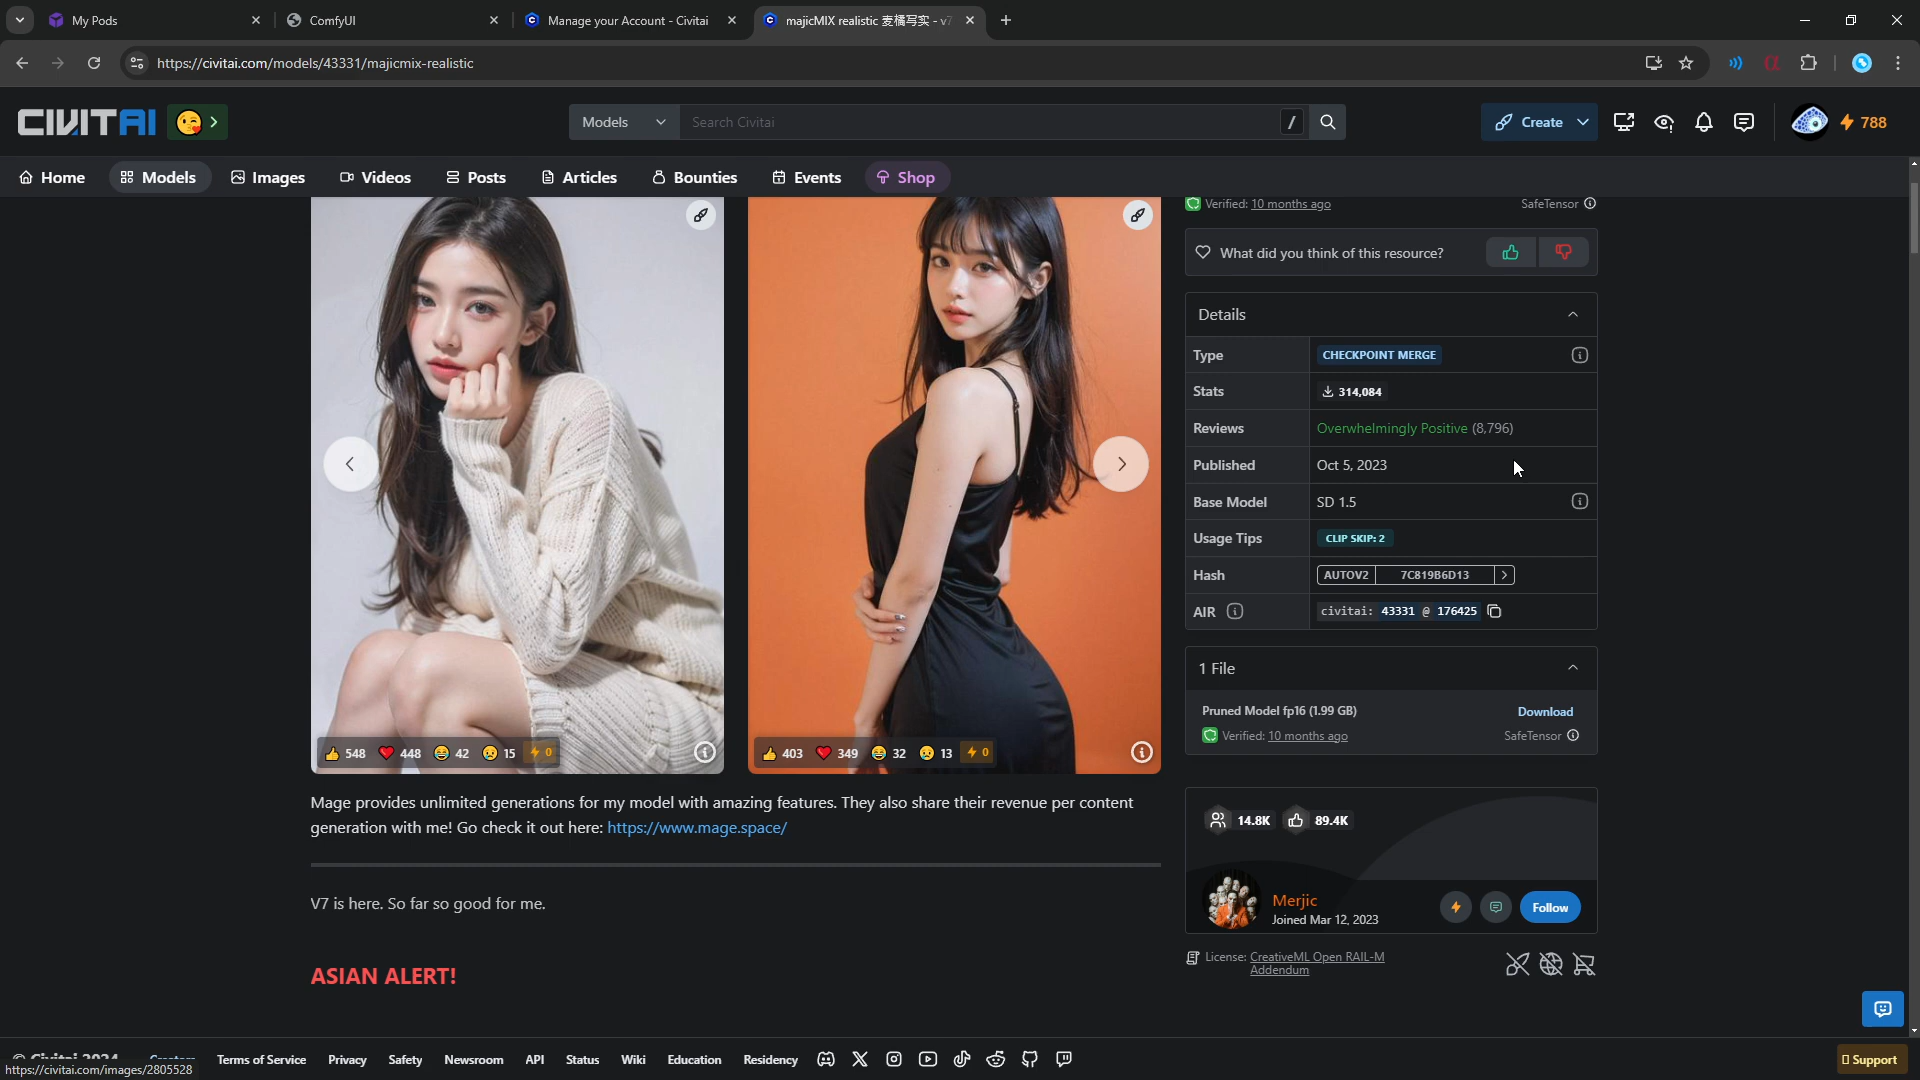 My Pods
ComfyUI
Manage your Account - Civitai
majicMIX realistic 麦橘写实 - v7
https://civitai.com/models/43331/majicmix-realistic
CIVITAI
Models
Search Civitai
/
Create
788
Home
Models
Images
Videos
Posts
Articles
Bounties
Events
Shop
Verified: 10 months ago
SafeTensor
What did you think of this resource?
Details
Type
CHECKPOINT MERGE
Stats
314,084
Reviews
Overwhelmingly Positive (8,796)
Published
Oct 5, 2023
Base Model
SD 1.5
Usage Tips
CLIP SKIP: 2
Hash
AUTOV2 7C819B6D13
AIR
civitai: 43331 @ 176425
1 File
Pruned Model fp16 (1.99 GB)
Download
Verified: 10 months ago
SafeTensor
548 448 42 15 0
403 349 32 13 0
Mage provides unlimited generations for my model with amazing features. They also share their revenue per content
generation with me! Go check it out here: https://www.mage.space/
V7 is here. So far so good for me.
ASIAN ALERT!
14.8K 89.4K
Merjic
Joined Mar 12, 2023
Follow
License: CreativeML Open RAIL-M
Addendum
© Civitai 2024
Creators
Terms of Service
Privacy
Safety
Newsroom
API
Status
Wiki
Education
Residency
Support
https://civitai.com/images/2805528